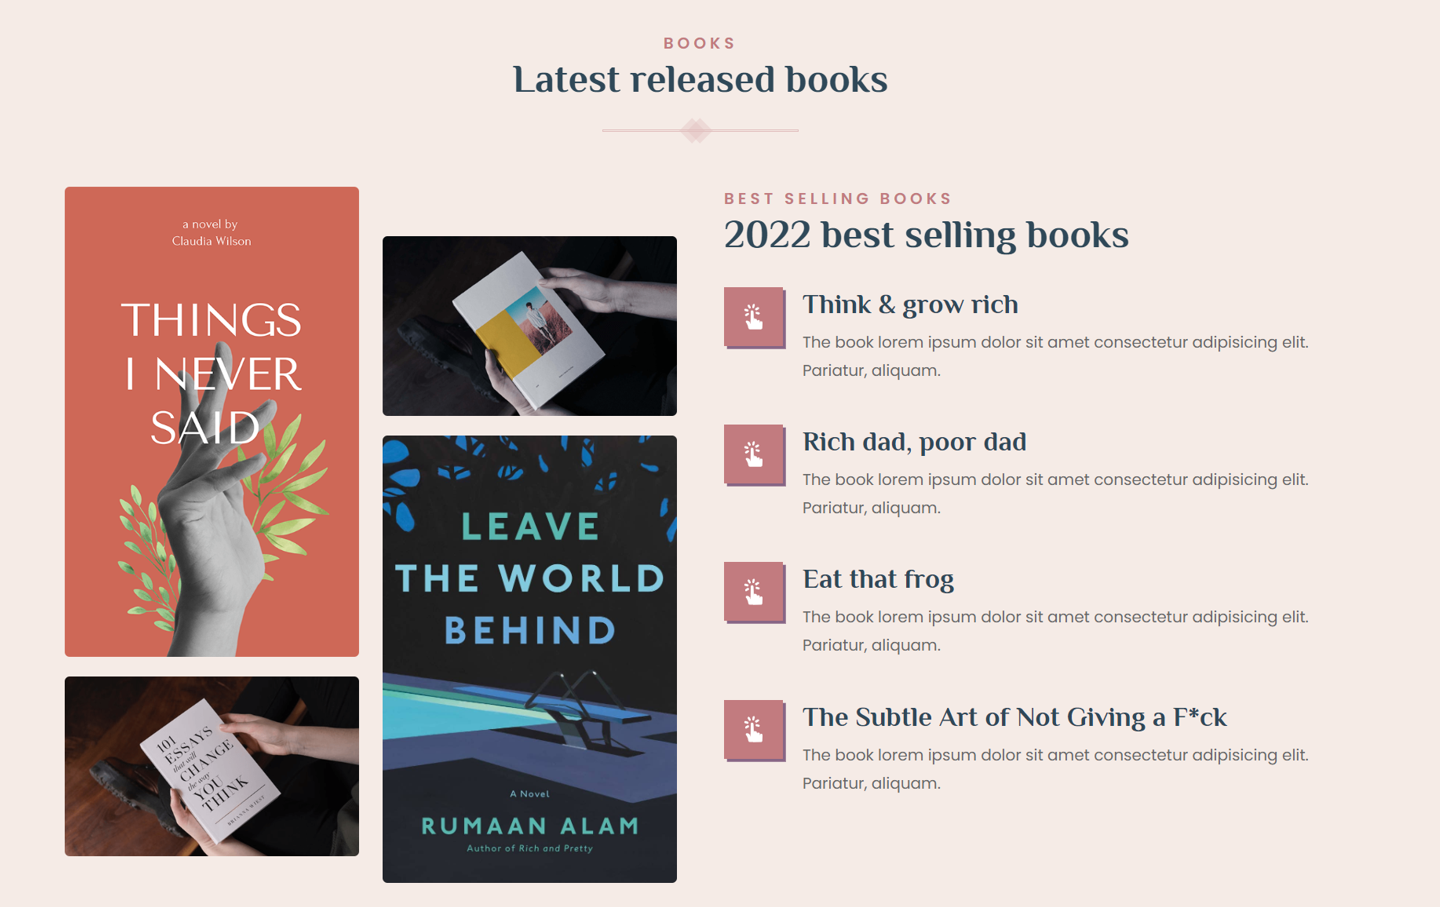 BOOKS
Latest released books
a novel by
Claudia Wilson
THINGS
I NEVER
SAID
101
ESSAYS
that will
CHANGE
the way
YOU
THINK
BRIANNA WIEST
LEAVE
THE WORLD
BEHIND
A Novel
RUMAAN ALAM
Author of Rich and Pretty
BEST SELLING BOOKS
2022 best selling books
Think & grow rich
The book lorem ipsum dolor sit amet consectetur adipisicing elit.
Pariatur, aliquam.
Rich dad, poor dad
The book lorem ipsum dolor sit amet consectetur adipisicing elit.
Pariatur, aliquam.
Eat that frog
The book lorem ipsum dolor sit amet consectetur adipisicing elit.
Pariatur, aliquam.
The Subtle Art of Not Giving a F*ck
The book lorem ipsum dolor sit amet consectetur adipisicing elit.
Pariatur, aliquam.